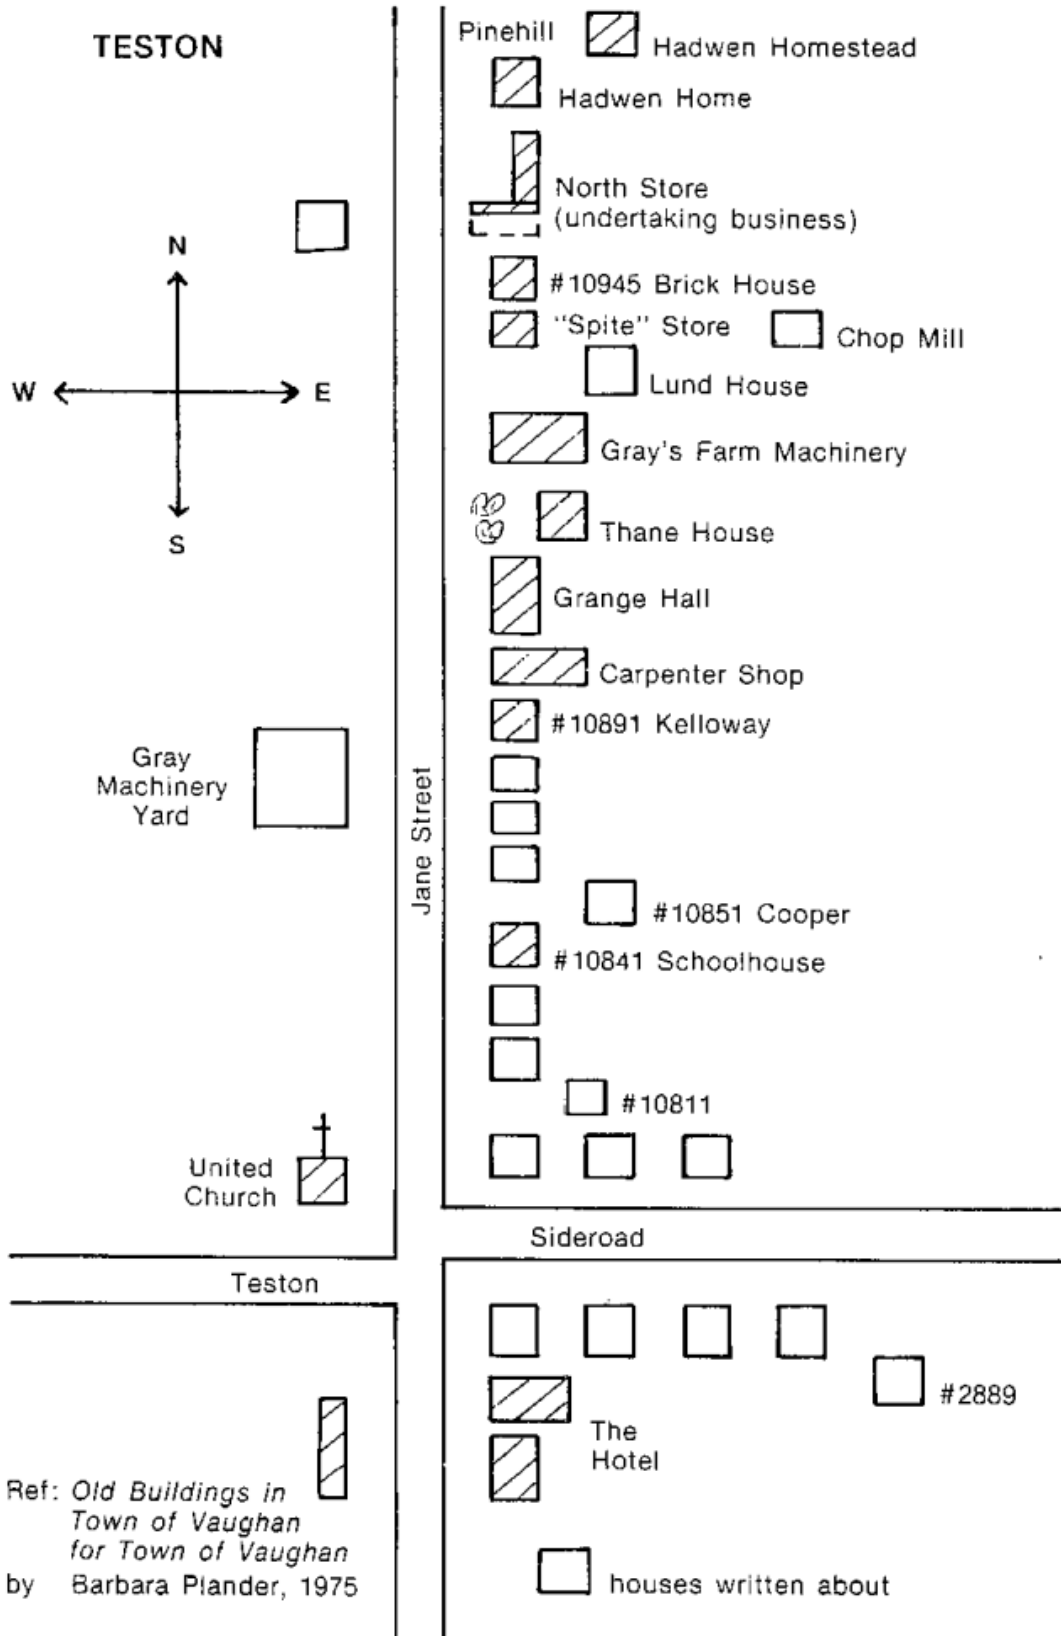 TESTON
Pinehill
Hadwen Homestead
Hadwen Home
North Store
(undertaking business)
N
W
E
S
#10945 Brick House
"Spite" Store
Chop Mill
Lund House
Gray's Farm Machinery
Thane House
Grange Hall
Carpenter Shop
#10891 Kelloway
Gray
Machinery
Yard
Jane Street
#10851 Cooper
#10841 Schoolhouse
#10811
United
Church
Sideroad
Teston
#2889
The
Hotel
Ref: Old Buildings in
Town of Vaughan
for Town of Vaughan
by Barbara Plander, 1975
houses written about